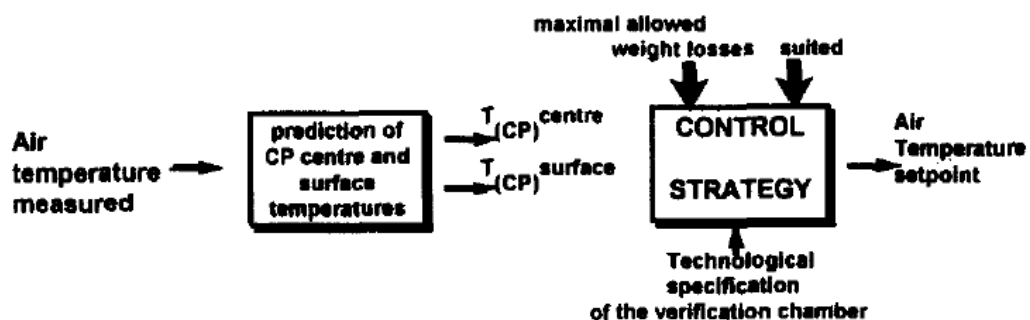 maximal allowed
weight losses suited
Air
temperature
measured
prediction of
CP centre and
surface
temperatures
T(CP)centre
T(CP)surface
CONTROL
STRATEGY
Air
Temperature
setpoint
Technological
specification
of the verification chamber